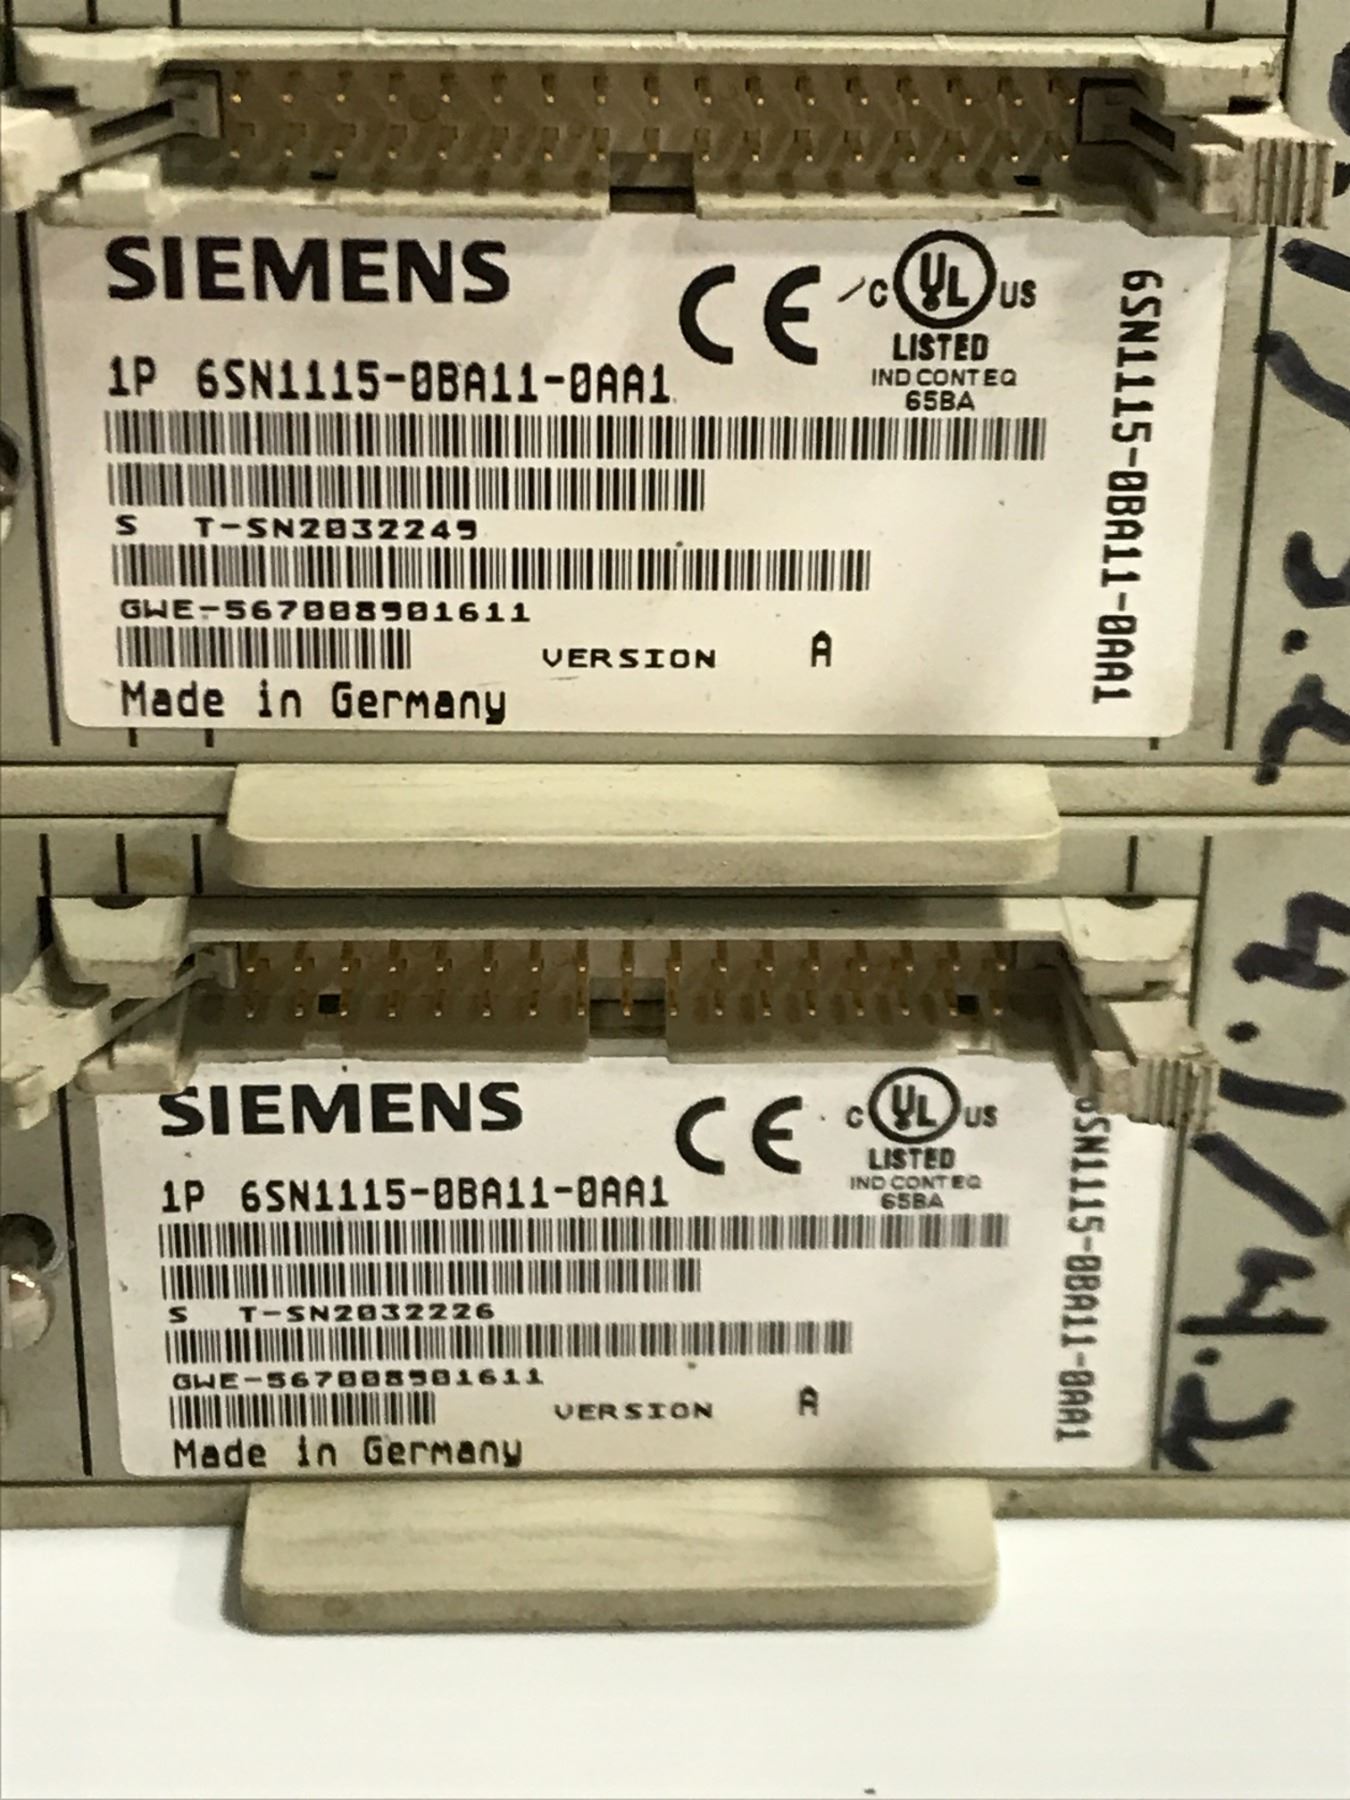 SIEMENS
CE
C UL US
LISTED
IND CONT EQ
65BA
1P 6SN1115-0BA11-0AA1
S T-SN2032249
GWE-567008901611
VERSION A
Made in Germany
6SN1115-0BA11-0AA1
SIEMENS
CE
C UL US
LISTED
IND CONT EQ
65BA
1P 6SN1115-0BA11-0AA1
S T-SN2032226
GWE-567008901611
VERSION A
Made in Germany
6SN1115-0BA11-0AA1